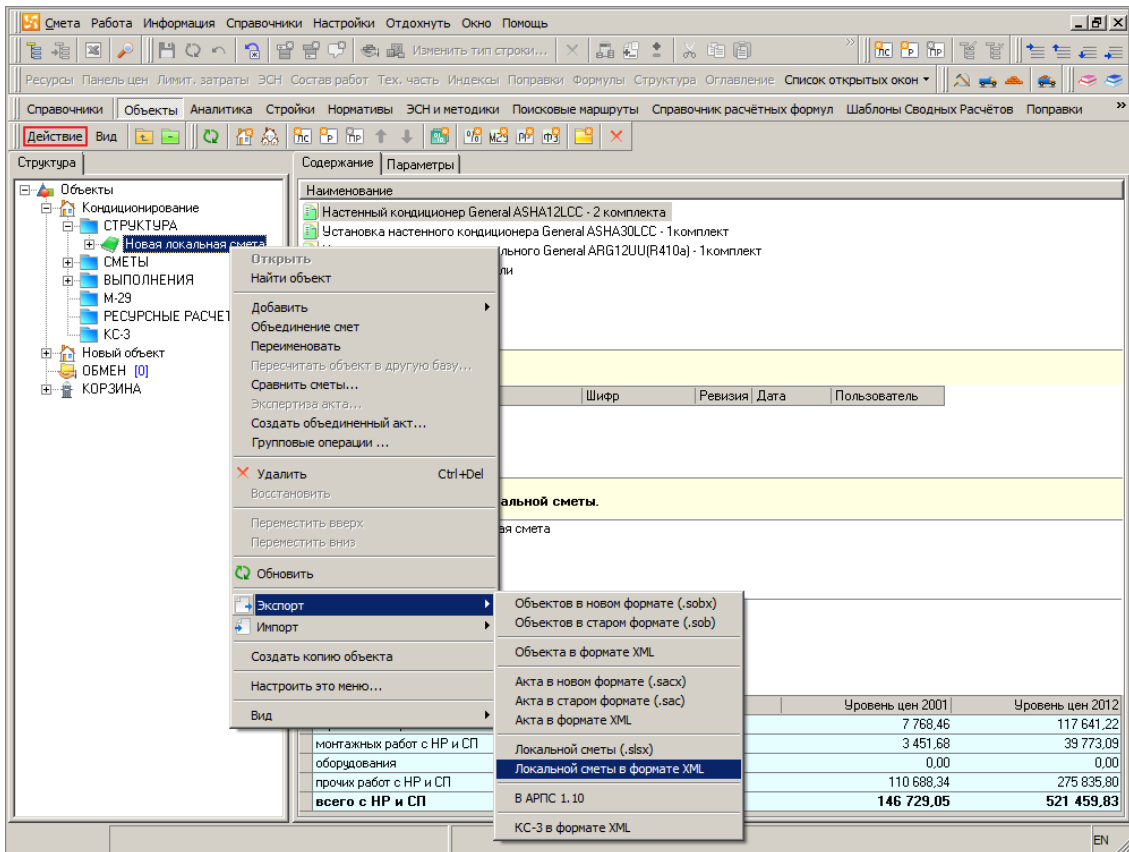 Смета Работа Информация Справочники Настройки Отдохнуть Окно Помощь
Изменить тип строки...
Ресурсы Панель цен Лимит. затраты ЭСН Состав работ Тех. часть Индексы Поправки Формулы Структура Оглавление Список открытых окон
Справочники Объекты Аналитика Стройки Нормативы ЭСН и методики Поисковые маршруты Справочник расчётных формул Шаблоны Сводных Расчётов Поправки
Действие Вид
Структура
Содержание Параметры
Объекты
Кондиционирование
СТРУКТУРА
Новая локальная смета
СМЕТЫ
ВЫПОЛНЕНИЯ
М-29
РЕСУРСНЫЕ РАСЧЕТ
КС-3
Новый объект
ОБМЕН [0]
КОРЗИНА
Наименование
Настенный кондиционер General ASHA12LCC - 2 комплекта
Установка настенного кондиционера General ASHA30LCC - 1комплект
льного General ARG12UU(R410a) - 1комплект
ли
Шифр Ревизия Дата Пользователь
альной сметы.
ая смета
Открыть
Найти объект
Добавить
Объединение смет
Переименовать
Пересчитать объект в другую базу...
Сравнить сметы...
Экспертиза акта...
Создать объединенный акт...
Групповые операции ...
Удалить Ctrl+Del
Восстановить
Переместить вверх
Переместить вниз
Обновить
Экспорт
Импорт
Создать копию объекта
Настроить это меню...
Вид
Объектов в новом формате (.sobx)
Объектов в старом формате (.sob)
Объекта в формате XML
Акта в новом формате (.sacx)
Акта в старом формате (.sac)
Акта в формате XML
Локальной сметы (.slsx)
Локальной сметы в формате XML
В АРПС 1.10
КС-3 в формате XML
Уровень цен 2001 Уровень цен 2012
7 768,46 117 641,22
монтажных работ с НР и СП 3 451,68 39 773,09
оборудования 0,00 0,00
прочих работ с НР и СП 110 688,34 275 835,80
всего с НР и СП 146 729,05 521 459,83
EN